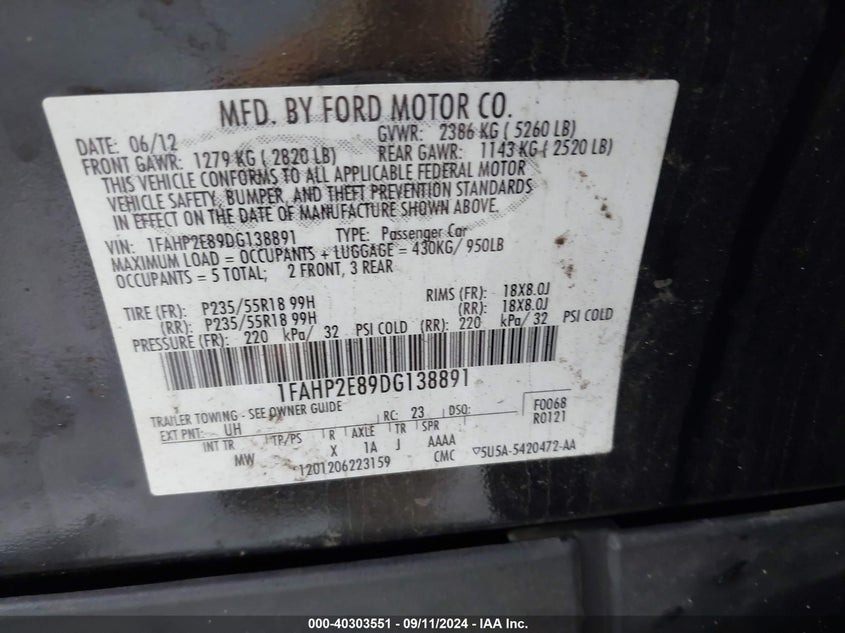 MFD. BY FORD MOTOR CO.
DATE: 06/12 GVWR: 2386 KG ( 5260 LB)
FRONT GAWR: 1279 KG ( 2820 LB) REAR GAWR: 1143 KG ( 2520 LB)
THIS VEHICLE CONFORMS TO ALL APPLICABLE FEDERAL MOTOR
VEHICLE SAFETY, BUMPER, AND THEFT PREVENTION STANDARDS
IN EFFECT ON THE DATE OF MANUFACTURE SHOWN ABOVE.
VIN: 1FAHP2E89DG138891 TYPE: Passenger Car
MAXIMUM LOAD = OCCUPANTS + LUGGAGE = 430KG/ 950LB
OCCUPANTS = 5 TOTAL; 2 FRONT, 3 REAR
TIRE (FR): P235/55R18 99H RIMS (FR): 18X8.0J
(RR): P235/55R18 99H (RR): 18X8.0J
PRESSURE (FR): 220 kPa/ 32 PSI COLD (RR): 220 kPa/ 32 PSI COLD
1FAHP2E89DG138891
TRAILER TOWING - SEE OWNER GUIDE
EXT PNT: UH RC: 23 DSO: F0068
R0121
INT TR TP/PS R AXLE TR SPR
MW X 1A J AAAA
CMC ▽5U5A-5420472-AA
*1201206223159
000-40303551 - 09/11/2024 - IAA Inc.